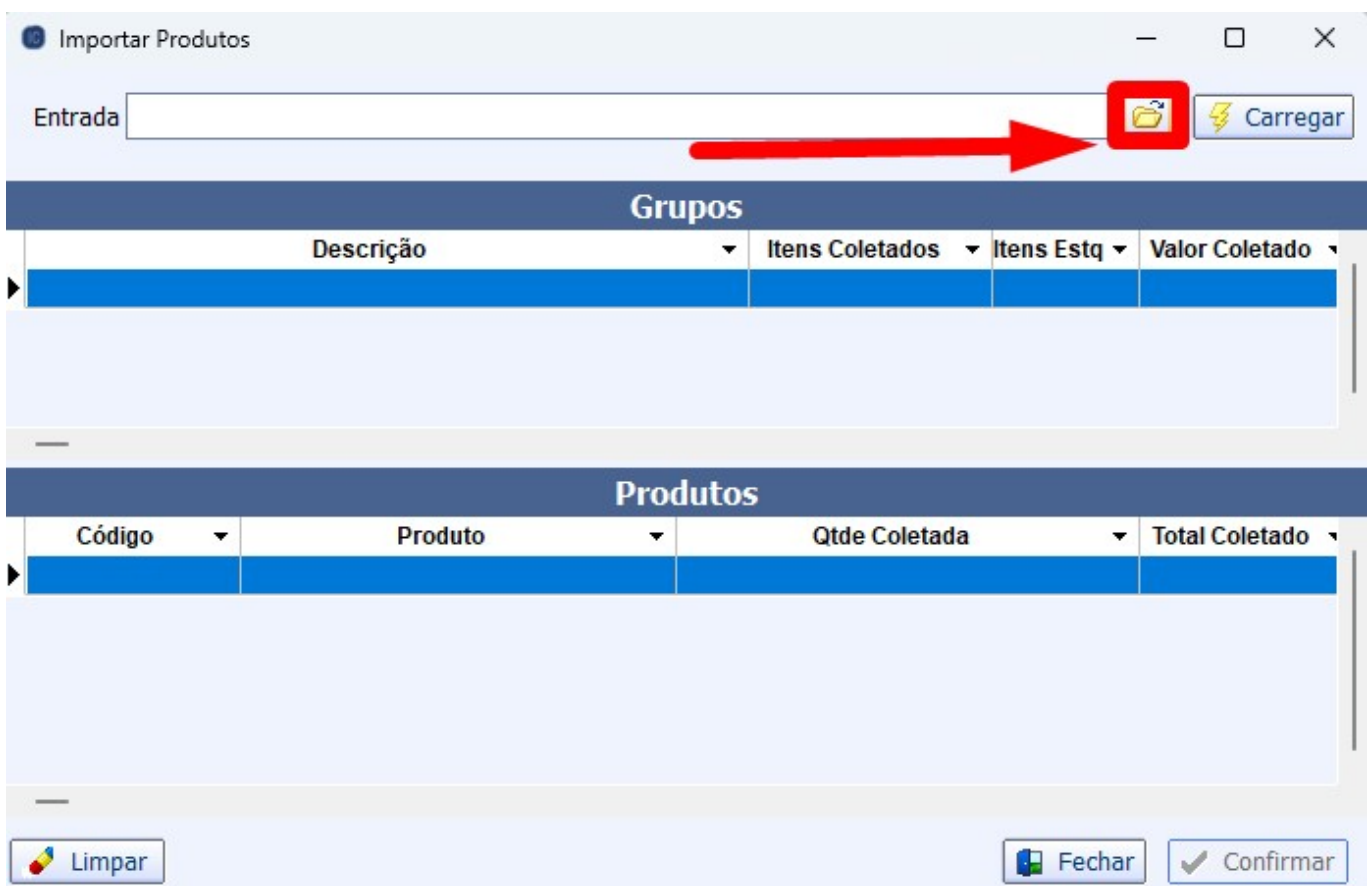 Importar Produtos
Entrada
Carregar
Grupos
Descrição Itens Coletados Itens Estq Valor Coletado
Produtos
Código Produto Qtde Coletada Total Coletado
Limpar Fechar Confirmar